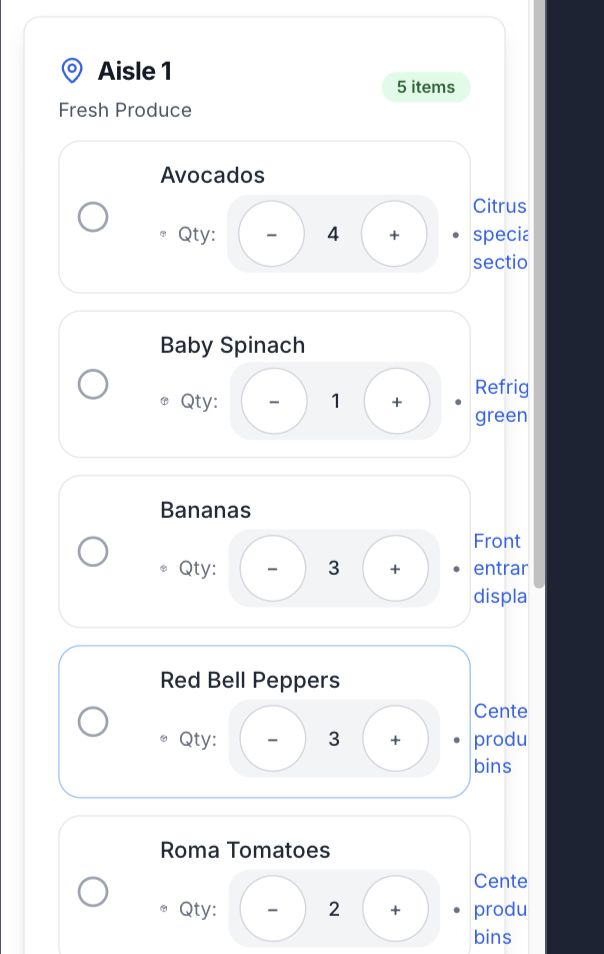 Aisle 1
5 items
Fresh Produce
Avocados
Qty: − 4 + • Citrus
specia
sectio
Baby Spinach
Qty: − 1 + • Refrig
green
Bananas
Qty: − 3 + • Front
entran
displa
Red Bell Peppers
Qty: − 3 + • Cente
produ
bins
Roma Tomatoes
Qty: − 2 + • Cente
produ
bins